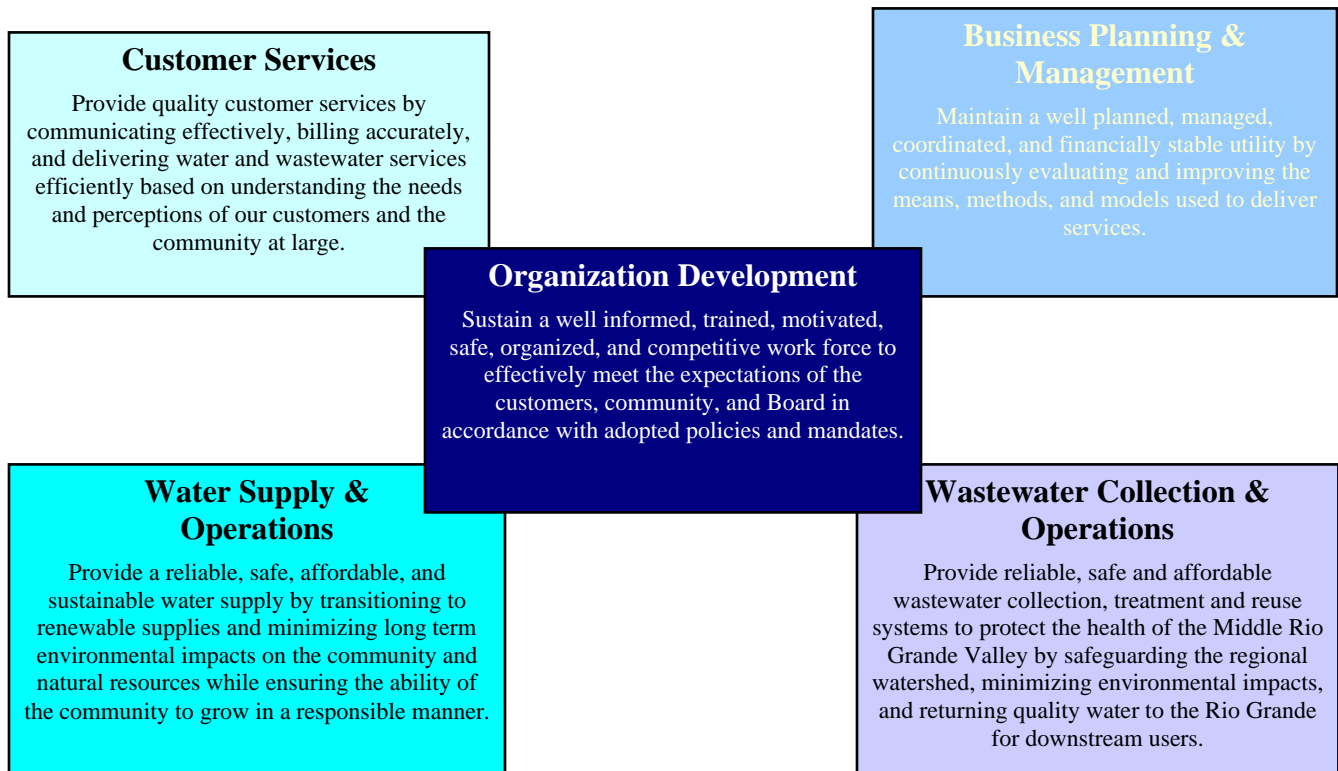 Customer Services
Provide quality customer services by
communicating effectively, billing accurately,
and delivering water and wastewater services
efficiently based on understanding the needs
and perceptions of our customers and the
community at large.
Business Planning &
Management
Maintain a well planned, managed,
coordinated, and financially stable utility by
continuously evaluating and improving the
means, methods, and models used to deliver
services.
Organization Development
Sustain a well informed, trained, motivated,
safe, organized, and competitive work force to
effectively meet the expectations of the
customers, community, and Board in
accordance with adopted policies and mandates.
Water Supply &
Operations
Provide a reliable, safe, affordable, and
sustainable water supply by transitioning to
renewable supplies and minimizing long term
environmental impacts on the community and
natural resources while ensuring the ability of
the community to grow in a responsible manner.
Wastewater Collection &
Operations
Provide reliable, safe and affordable
wastewater collection, treatment and reuse
systems to protect the health of the Middle Rio
Grande Valley by safeguarding the regional
watershed, minimizing environmental impacts,
and returning quality water to the Rio Grande
for downstream users.